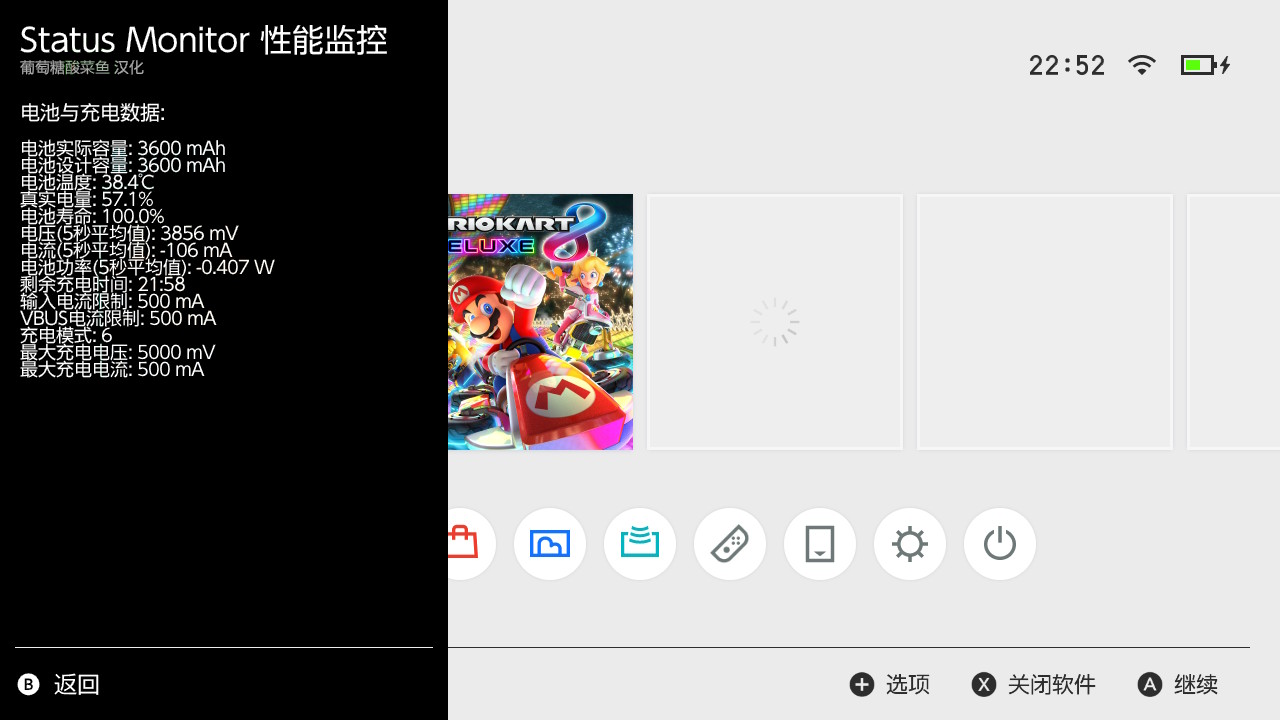 Status Monitor 性能监控
葡萄糖酸菜鱼 汉化
电池与充电数据:
电池实际容量: 3600 mAh
电池设计容量: 3600 mAh
电池温度: 38.4℃
真实电量: 57.1%
电池寿命: 100.0%
电压(5秒平均值): 3856 mV
电流(5秒平均值): -106 mA
电池功率(5秒平均值): -0.407 W
剩余充电时间: 21:58
输入电流限制: 500 mA
VBUS电流限制: 500 mA
充电模式: 6
最大充电电压: 5000 mV
最大充电电流: 500 mA
22:52
RIOKART 8
ELUXE
M
M
B 返回
+ 选项
X 关闭软件
A 继续